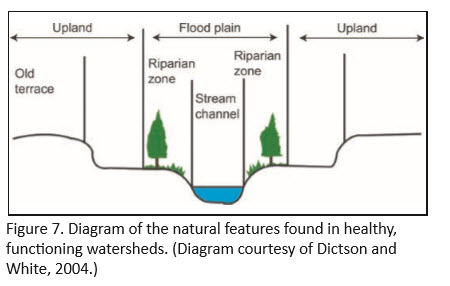 Upland
Flood plain
Upland
Old
terrace
Riparian
zone
Stream
channel
Riparian
zone
Figure 7. Diagram of the natural features found in healthy,
functioning watersheds. (Diagram courtesy of Dictson and
White, 2004.)